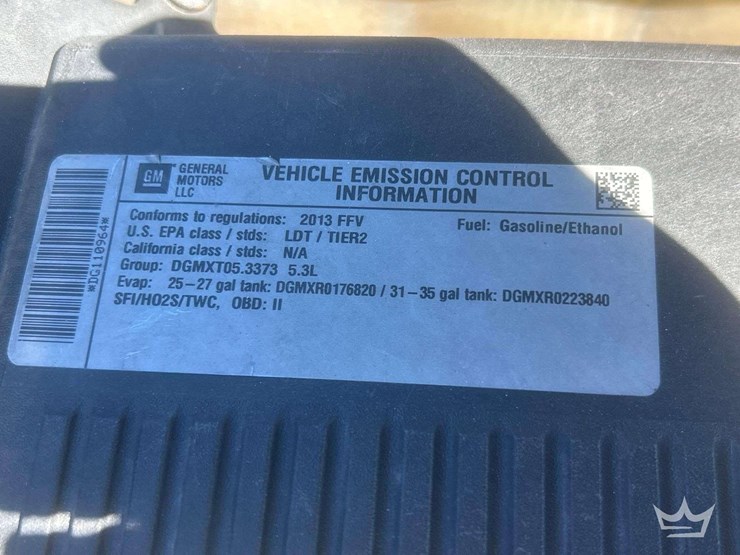 GM
GENERAL
MOTORS
LLC
VEHICLE EMISSION CONTROL
INFORMATION
Conforms to regulations: 2013 FFV
Fuel: Gasoline/Ethanol
U.S. EPA class / stds: LDT / TIER2
California class / stds: N/A
Group: DGMXT05.3373 5.3L
Evap: 25-27 gal tank: DGMXR0176820 / 31-35 gal tank: DGMXR0223840
SFI/HO2S/TWC, OBD: II
*DG110964*